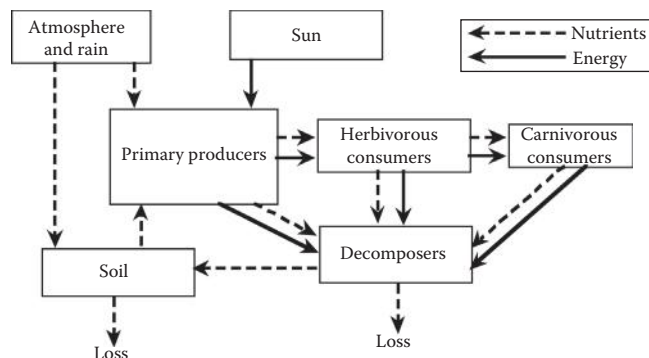 Atmosphere
and rain
Sun
Nutrients
Energy
Primary producers
Herbivorous
consumers
Carnivorous
consumers
Soil
Decomposers
Loss
Loss